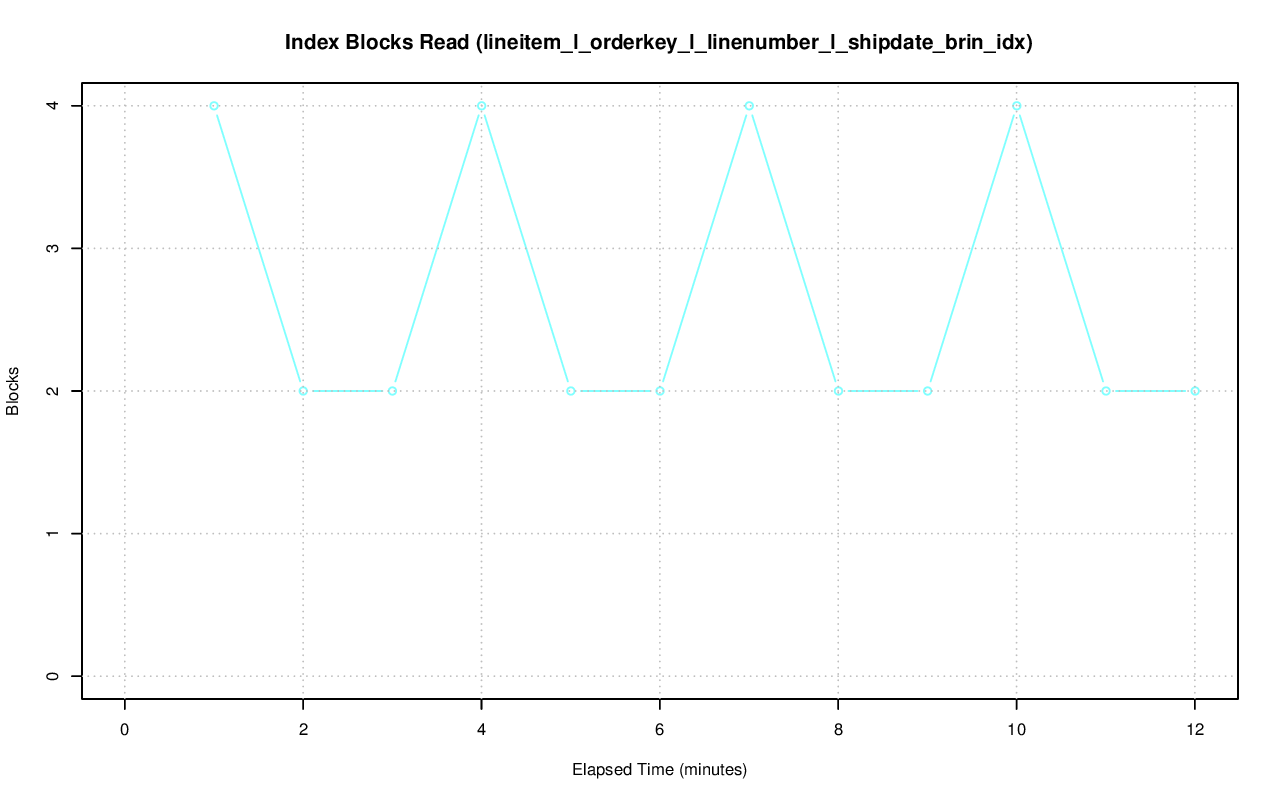 Index Blocks Read (lineitem_l_orderkey_l_linenumber_l_shipdate_brin_idx)
4
3
2
1
0
Blocks
0 2 4 6 8 10 12
Elapsed Time (minutes)